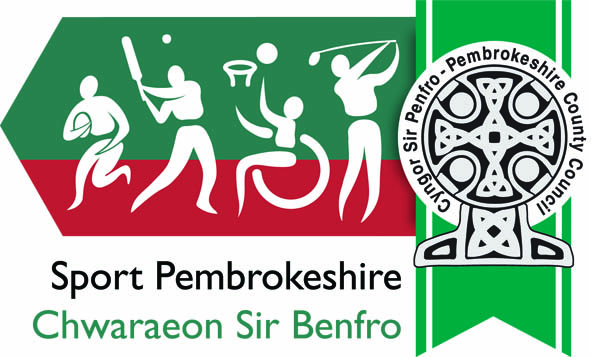 Cyngor Sir Penfro - Pembrokeshire County Council
Sport Pembrokeshire
Chwaraeon Sir Benfro